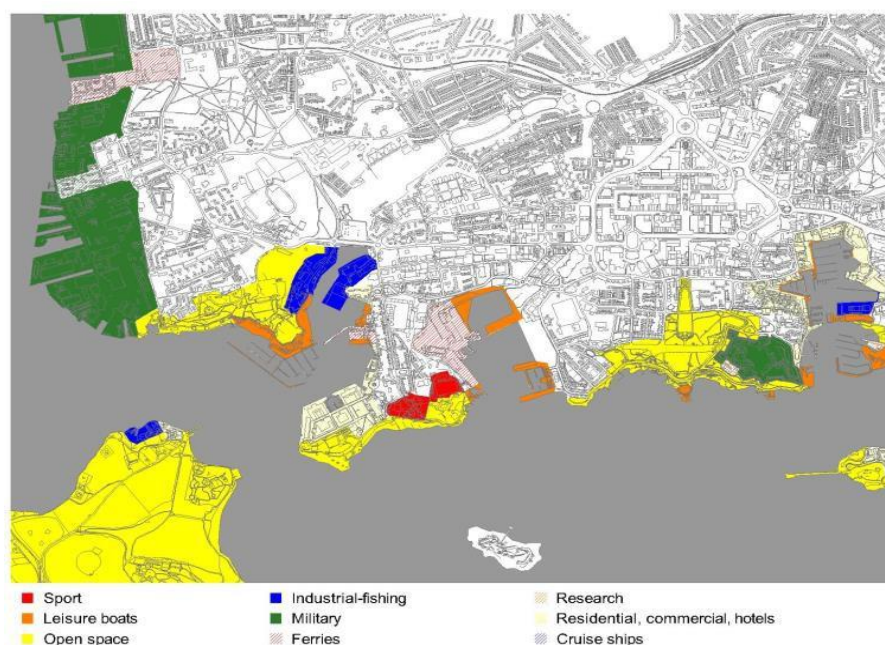 Sport
Leisure boats
Open space
Industrial-fishing
Military
Ferries
Research
Residential, commercial, hotels
Cruise ships